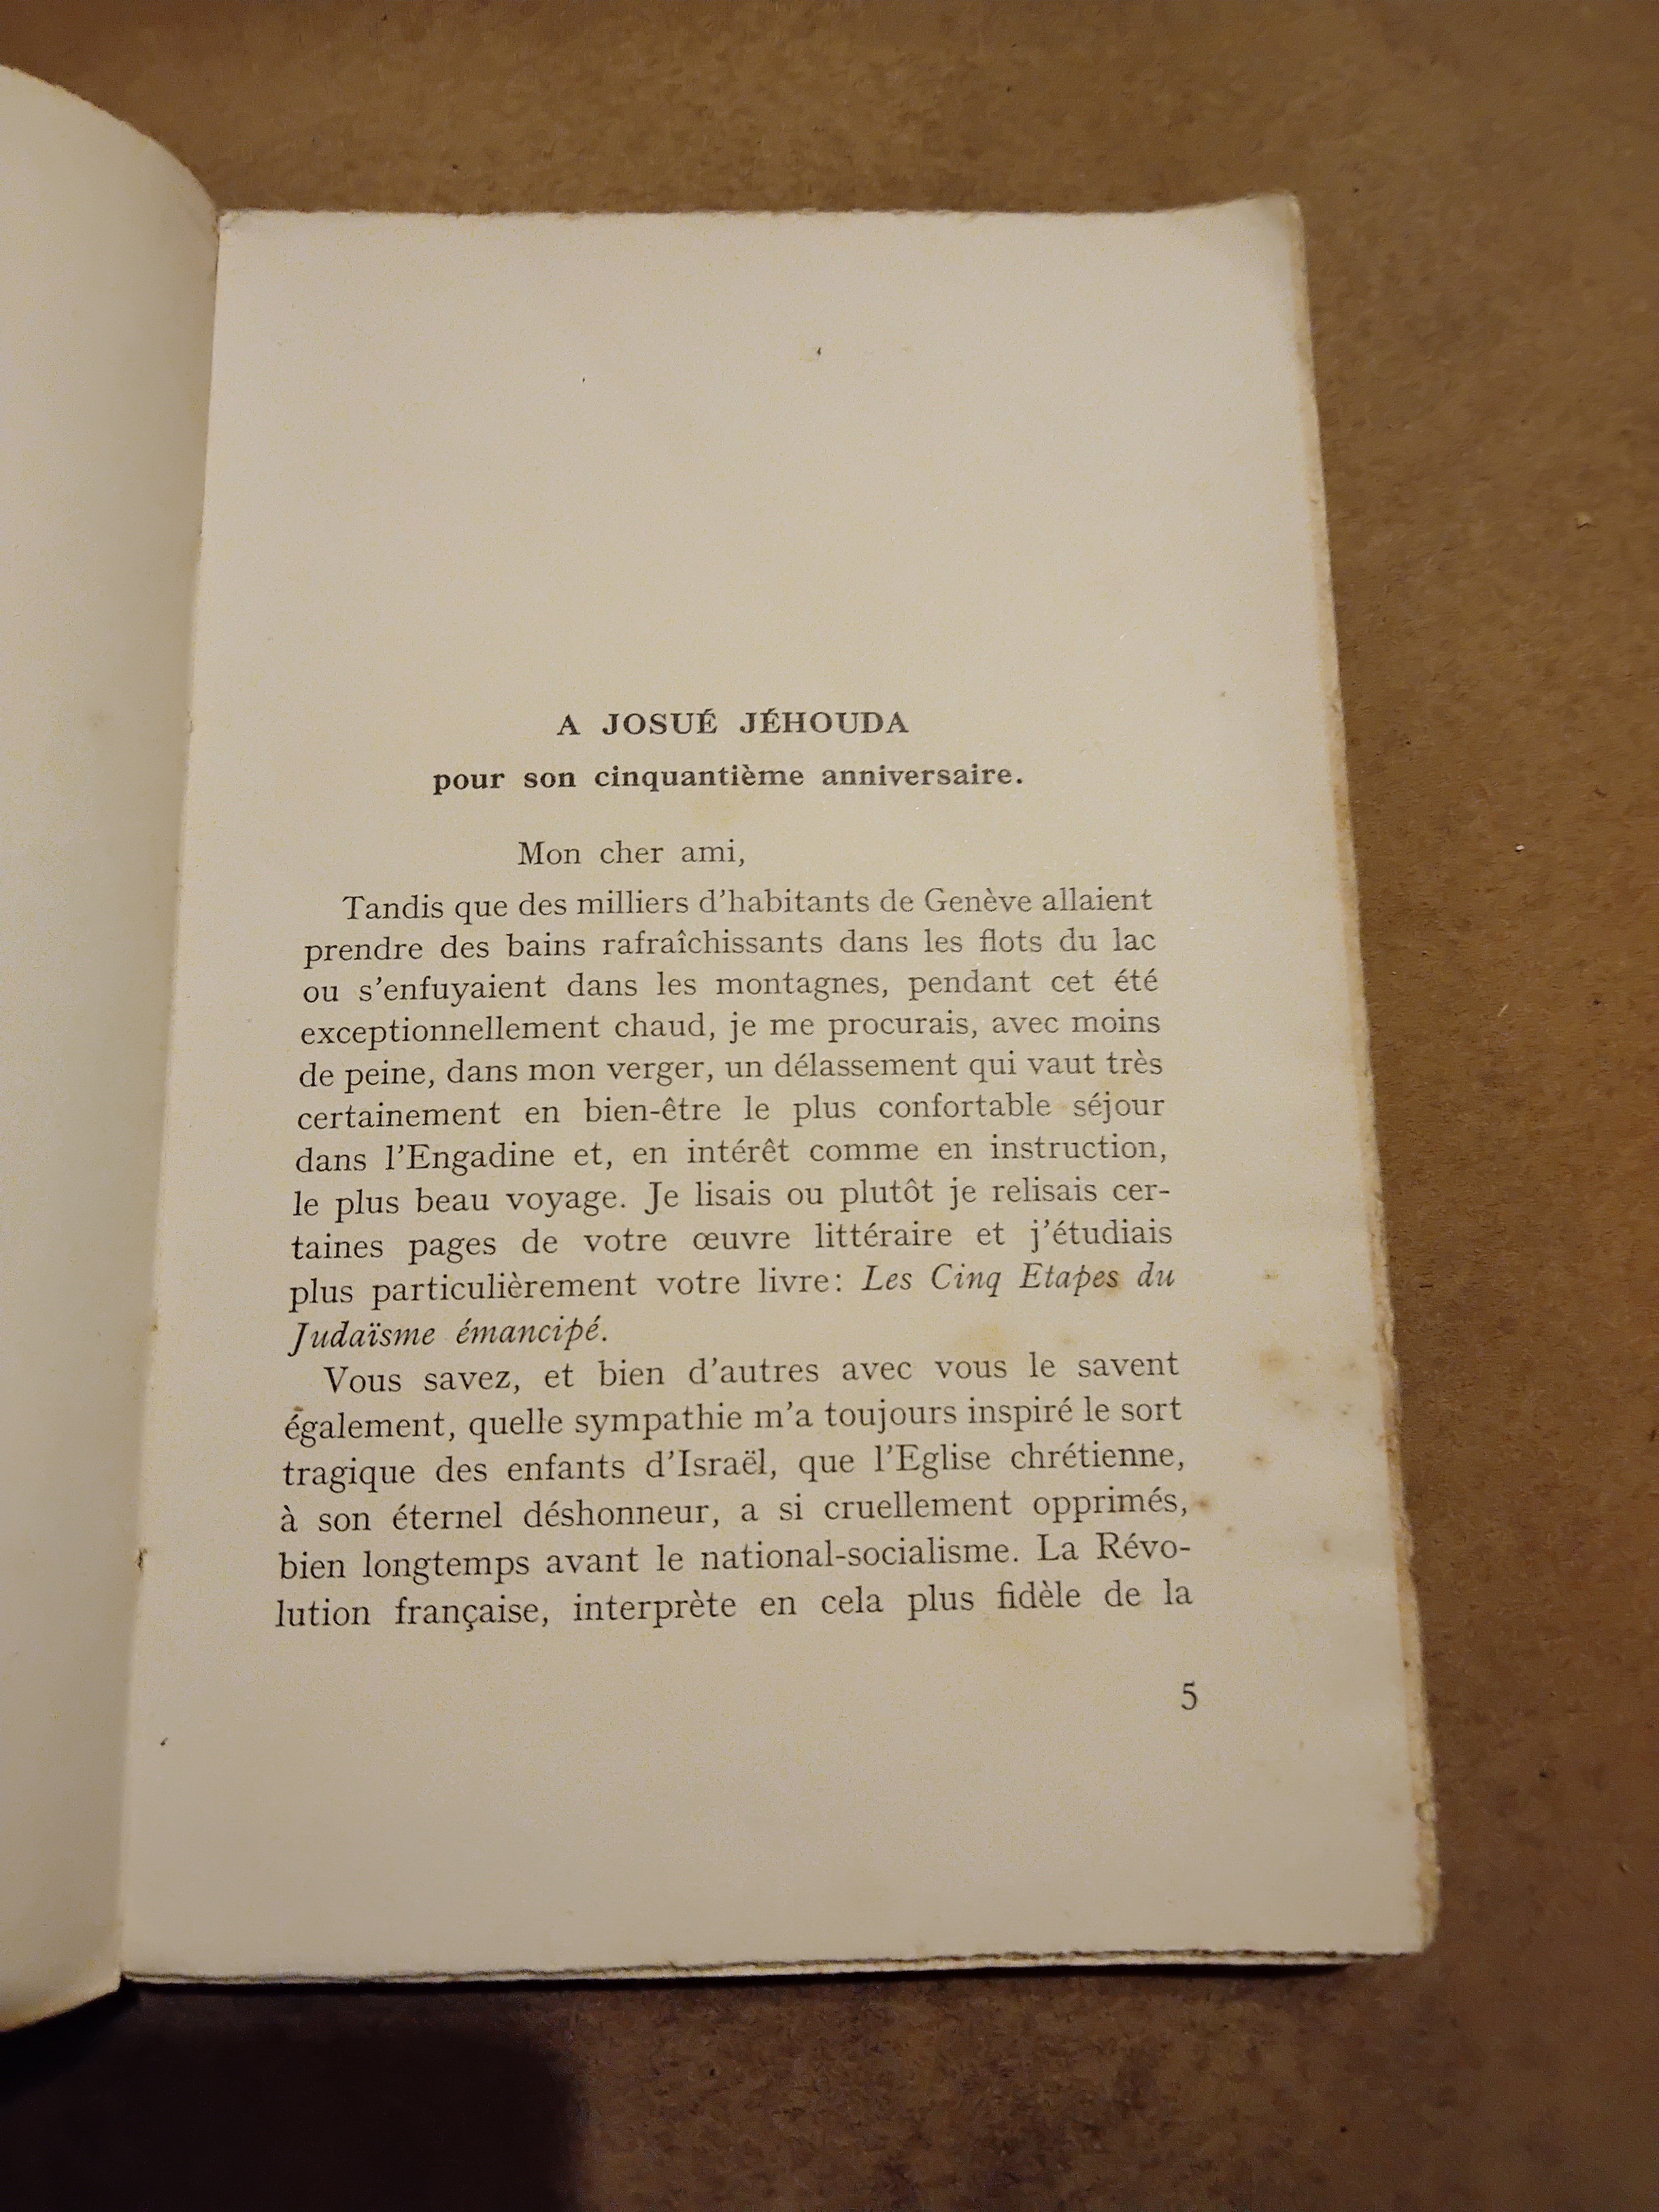 A JOSUÉ JÉHOUDA
pour son cinquantième anniversaire.
Mon cher ami,
Tandis que des milliers d'habitants de Genève allaient
prendre des bains rafraîchissants dans les flots du lac
ou s'enfuyaient dans les montagnes, pendant cet été
exceptionnellement chaud, je me procurais, avec moins
de peine, dans mon verger, un délassement qui vaut très
certainement en bien-être le plus confortable séjour
dans l'Engadine et, en intérêt comme en instruction,
le plus beau voyage. Je lisais ou plutôt je relisais cer-
taines pages de votre œuvre littéraire et j'étudiais
plus particulièrement votre livre: Les Cinq Etapes du
Judaïsme émancipé.
Vous savez, et bien d'autres avec vous le savent
également, quelle sympathie m'a toujours inspiré le sort
tragique des enfants d'Israël, que l'Eglise chrétienne,
à son éternel déshonneur, a si cruellement opprimés,
bien longtemps avant le national-socialisme. La Révo-
lution française, interprète en cela plus fidèle de la
5